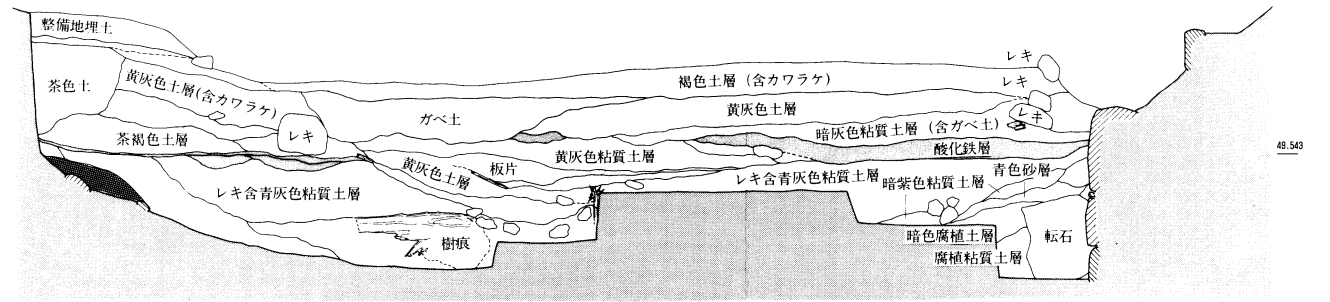 整備地埋土
レキ
茶色土
黄灰色土層(含カワラケ)
褐色土層(含カワラケ)
レキ
ガベ土
黄灰色土層
レキ
レキ
茶褐色土層
暗灰色粘質土層(含ガベ土)
酸化鉄層
49.543
黄灰色土層
板片
黄灰色粘質土層
レキ含青灰色粘質土層
レキ含青灰色粘質土層
暗紫色粘質土層
青色砂層
樹痕
暗色腐植土層
腐植粘質土層
転石